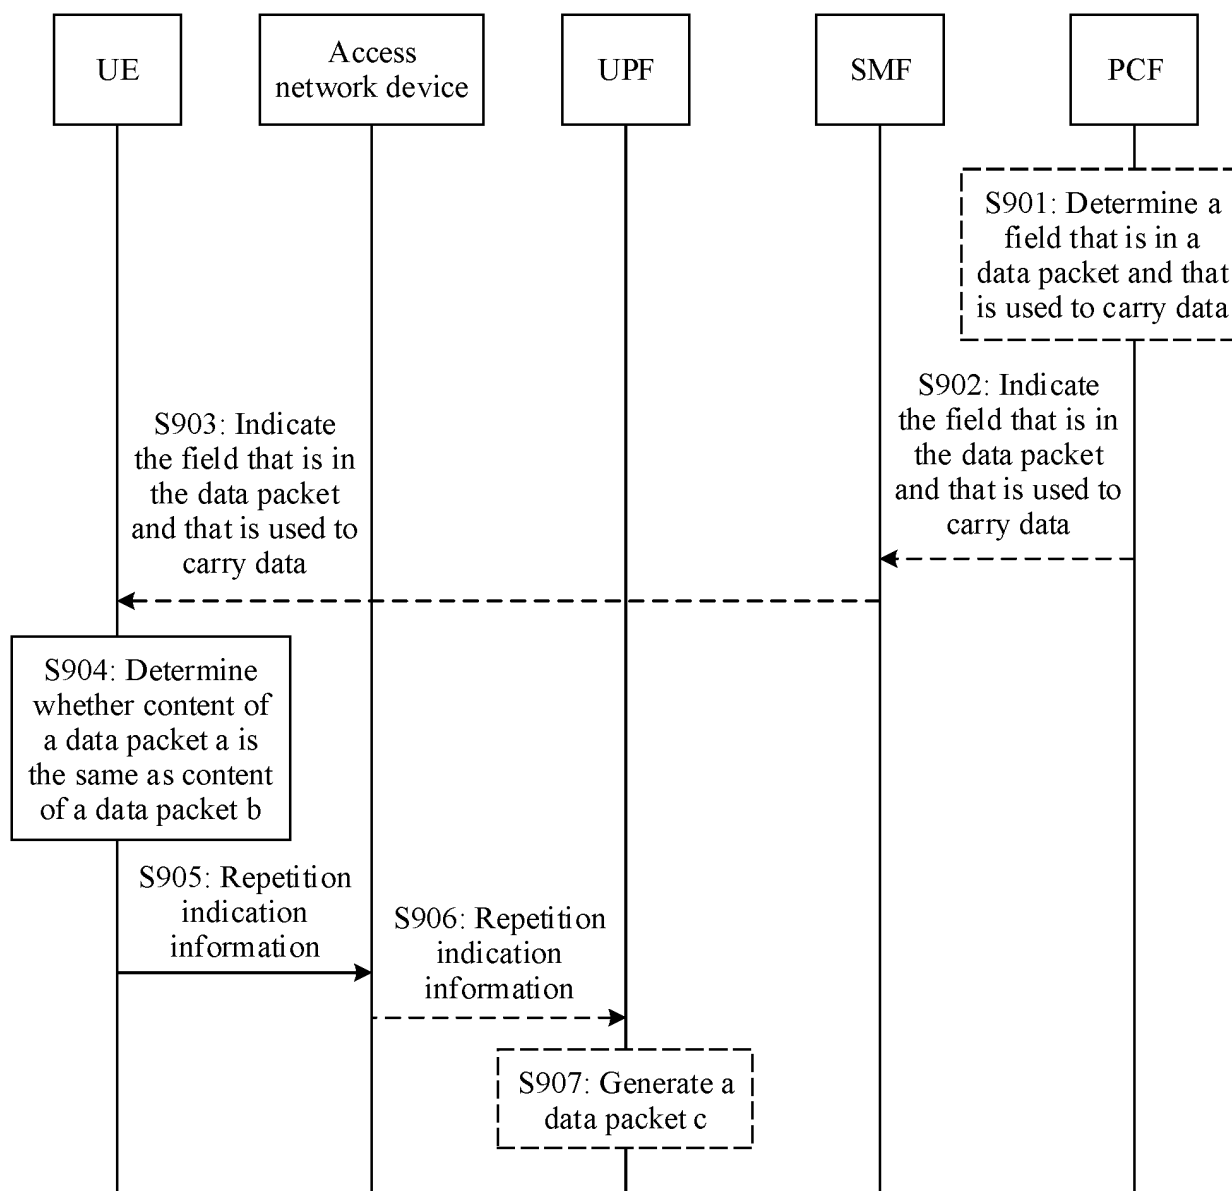 UE
Access
network device
UPF
SMF
PCF
S901: Determine a
field that is in a
data packet and that
is used to carry data
S902: Indicate
the field that is in
the data packet
and that is used to
carry data
S903: Indicate
the field that is in
the data packet
and that is used to
carry data
S904: Determine
whether content of
a data packet a is
the same as content
of a data packet b
S905: Repetition
indication
information
S906: Repetition
indication
information
S907: Generate a
data packet c